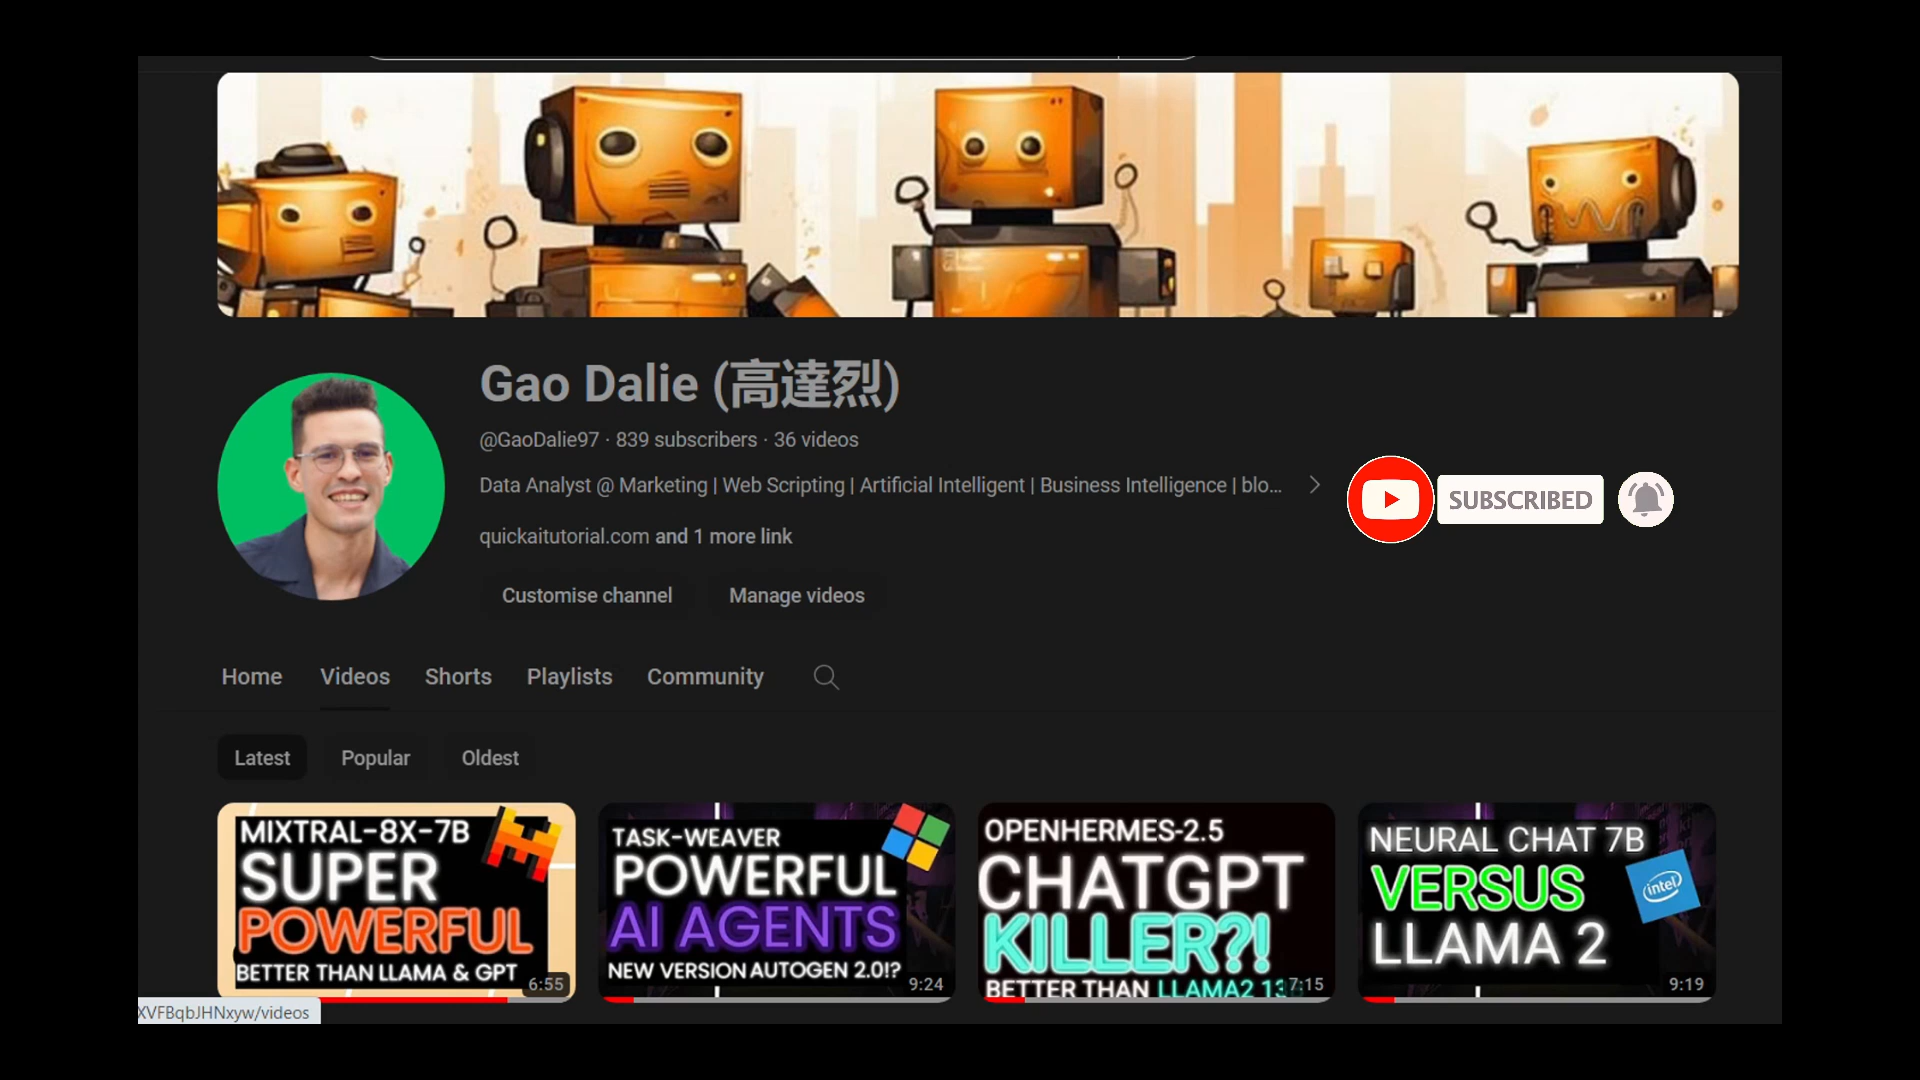 Gao Dalie (高達烈)
@GaoDalie97 · 839 subscribers · 36 videos
Data Analyst @ Marketing | Web Scripting | Artificial Intelligent | Business Intelligence | blo...
SUBSCRIBED
quickaitutorial.com and 1 more link
Customise channel Manage videos
Home Videos Shorts Playlists Community
Latest Popular Oldest
MIXTRAL-8X-7B
SUPER
POWERFUL
BETTER THAN LLAMA & GPT
6:55
TASK-WEAVER
POWERFUL
AI AGENTS
NEW VERSION AUTOGEN 2.0!?
9:24
OPENHERMES-2.5
CHATGPT
KILLER?!
BETTER THAN LLAMA2
7:15
NEURAL CHAT 7B
VERSUS
intel
LLAMA 2
9:19
XVFBqbJHNxyw/videos